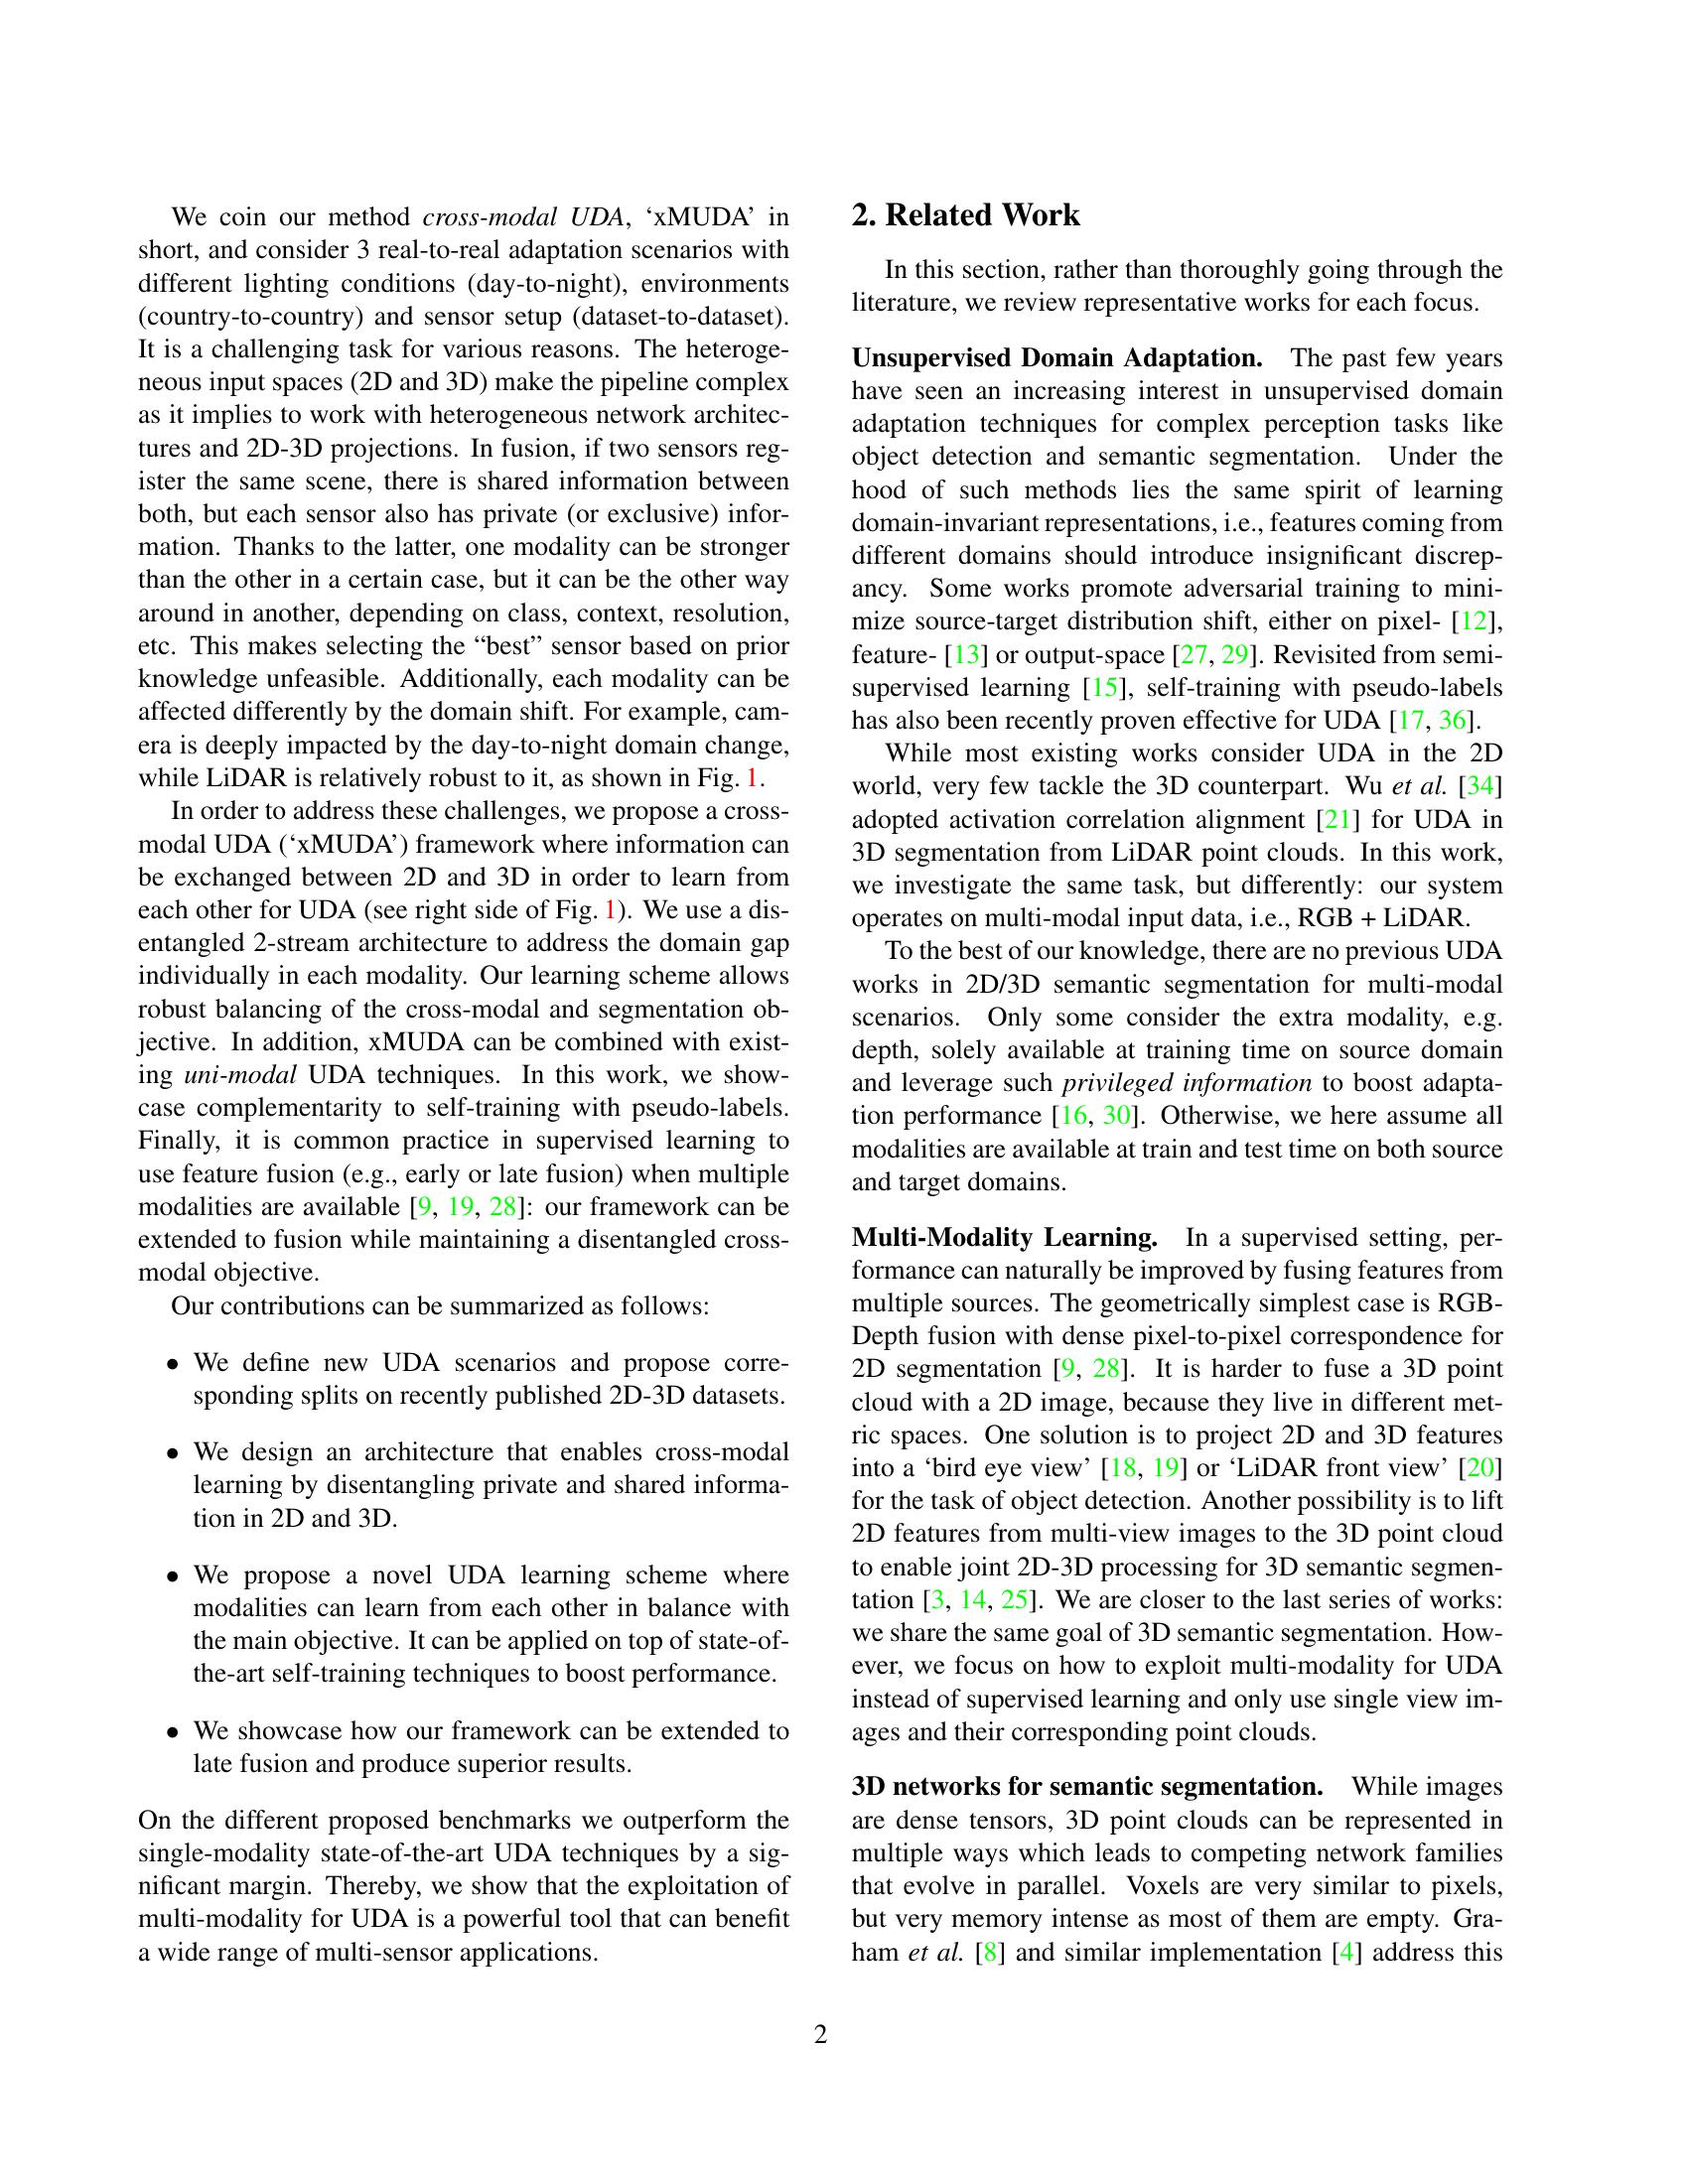 We coin our method cross-modal UDA, ‘xMUDA’ in
short, and consider 3 real-to-real adaptation scenarios with
different lighting conditions (day-to-night), environments
(country-to-country) and sensor setup (dataset-to-dataset).
It is a challenging task for various reasons. The heteroge-
neous input spaces (2D and 3D) make the pipeline complex
as it implies to work with heterogeneous network architec-
tures and 2D-3D projections. In fusion, if two sensors reg-
ister the same scene, there is shared information between
both, but each sensor also has private (or exclusive) infor-
mation. Thanks to the latter, one modality can be stronger
than the other in a certain case, but it can be the other way
around in another, depending on class, context, resolution,
etc. This makes selecting the “best” sensor based on prior
knowledge unfeasible. Additionally, each modality can be
affected differently by the domain shift. For example, cam-
era is deeply impacted by the day-to-night domain change,
while LiDAR is relatively robust to it, as shown in Fig. 1.
In order to address these challenges, we propose a cross-
modal UDA (‘xMUDA’) framework where information can
be exchanged between 2D and 3D in order to learn from
each other for UDA (see right side of Fig. 1). We use a dis-
entangled 2-stream architecture to address the domain gap
individually in each modality. Our learning scheme allows
robust balancing of the cross-modal and segmentation ob-
jective. In addition, xMUDA can be combined with exist-
ing uni-modal UDA techniques. In this work, we show-
case complementarity to self-training with pseudo-labels.
Finally, it is common practice in supervised learning to
use feature fusion (e.g., early or late fusion) when multiple
modalities are available [9, 19, 28]: our framework can be
extended to fusion while maintaining a disentangled cross-
modal objective.
Our contributions can be summarized as follows:
• We define new UDA scenarios and propose corre-
sponding splits on recently published 2D-3D datasets.
• We design an architecture that enables cross-modal
learning by disentangling private and shared informa-
tion in 2D and 3D.
• We propose a novel UDA learning scheme where
modalities can learn from each other in balance with
the main objective. It can be applied on top of state-of-
the-art self-training techniques to boost performance.
• We showcase how our framework can be extended to
late fusion and produce superior results.
On the different proposed benchmarks we outperform the
single-modality state-of-the-art UDA techniques by a sig-
nificant margin. Thereby, we show that the exploitation of
multi-modality for UDA is a powerful tool that can benefit
a wide range of multi-sensor applications.
2. Related Work
In this section, rather than thoroughly going through the
literature, we review representative works for each focus.
Unsupervised Domain Adaptation. The past few years
have seen an increasing interest in unsupervised domain
adaptation techniques for complex perception tasks like
object detection and semantic segmentation. Under the
hood of such methods lies the same spirit of learning
domain-invariant representations, i.e., features coming from
different domains should introduce insignificant discrep-
ancy. Some works promote adversarial training to mini-
mize source-target distribution shift, either on pixel- [12],
feature- [13] or output-space [27, 29]. Revisited from semi-
supervised learning [15], self-training with pseudo-labels
has also been recently proven effective for UDA [17, 36].
While most existing works consider UDA in the 2D
world, very few tackle the 3D counterpart. Wu et al. [34]
adopted activation correlation alignment [21] for UDA in
3D segmentation from LiDAR point clouds. In this work,
we investigate the same task, but differently: our system
operates on multi-modal input data, i.e., RGB + LiDAR.
To the best of our knowledge, there are no previous UDA
works in 2D/3D semantic segmentation for multi-modal
scenarios. Only some consider the extra modality, e.g.
depth, solely available at training time on source domain
and leverage such privileged information to boost adapta-
tion performance [16, 30]. Otherwise, we here assume all
modalities are available at train and test time on both source
and target domains.
Multi-Modality Learning. In a supervised setting, per-
formance can naturally be improved by fusing features from
multiple sources. The geometrically simplest case is RGB-
Depth fusion with dense pixel-to-pixel correspondence for
2D segmentation [9, 28]. It is harder to fuse a 3D point
cloud with a 2D image, because they live in different met-
ric spaces. One solution is to project 2D and 3D features
into a ‘bird eye view’ [18, 19] or ‘LiDAR front view’ [20]
for the task of object detection. Another possibility is to lift
2D features from multi-view images to the 3D point cloud
to enable joint 2D-3D processing for 3D semantic segmen-
tation [3, 14, 25]. We are closer to the last series of works:
we share the same goal of 3D semantic segmentation. How-
ever, we focus on how to exploit multi-modality for UDA
instead of supervised learning and only use single view im-
ages and their corresponding point clouds.
3D networks for semantic segmentation. While images
are dense tensors, 3D point clouds can be represented in
multiple ways which leads to competing network families
that evolve in parallel. Voxels are very similar to pixels,
but very memory intense as most of them are empty. Gra-
ham et al. [8] and similar implementation [4] address this
2